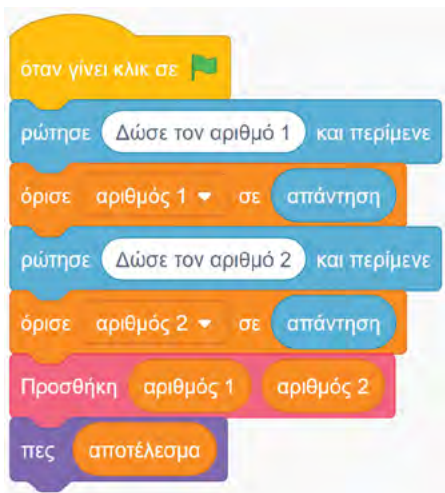 όταν γίνει κλικ σε
ρώτησε Δώσε τον αριθμό 1 και περίμενε
όρισε αριθμός 1 σε απάντηση
ρώτησε Δώσε τον αριθμό 2 και περίμενε
όρισε αριθμός 2 σε απάντηση
Προσθήκη αριθμός 1 αριθμός 2
πες αποτέλεσμα